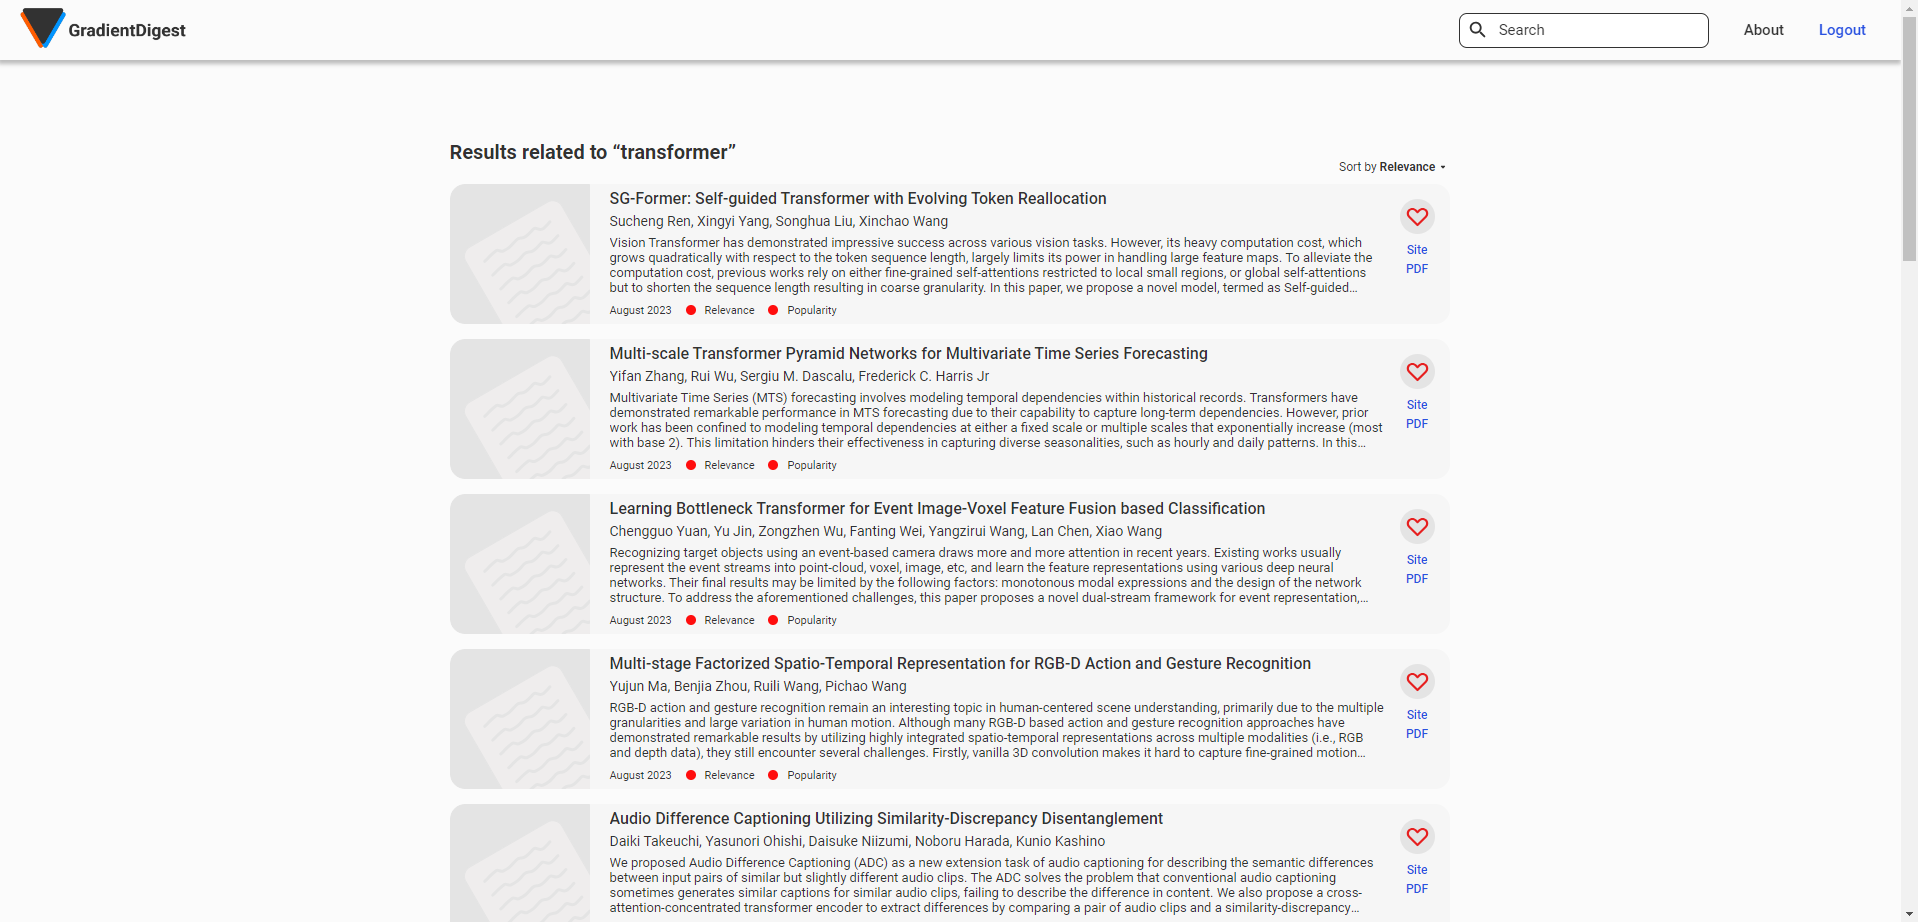 GradientDigest
Search
About
Logout
Results related to “transformer”
Sort by Relevance
SG-Former: Self-guided Transformer with Evolving Token Reallocation
Sucheng Ren, Xingyi Yang, Songhua Liu, Xinchao Wang
Vision Transformer has demonstrated impressive success across various vision tasks. However, its heavy computation cost, which
grows quadratically with respect to the token sequence length, largely limits its power in handling large feature maps. To alleviate the
computation cost, previous works rely on either fine-grained self-attentions restricted to local small regions, or global self-attentions
but to shorten the sequence length resulting in coarse granularity. In this paper, we propose a novel model, termed as Self-guided...
August 2023 Relevance Popularity
Site
PDF
Multi-scale Transformer Pyramid Networks for Multivariate Time Series Forecasting
Yifan Zhang, Rui Wu, Sergiu M. Dascalu, Frederick C. Harris Jr
Multivariate Time Series (MTS) forecasting involves modeling temporal dependencies within historical records. Transformers have
demonstrated remarkable performance in MTS forecasting due to their capability to capture long-term dependencies. However, prior
work has been confined to modeling temporal dependencies at either a fixed scale or multiple scales that exponentially increase (most
with base 2). This limitation hinders their effectiveness in capturing diverse seasonalities, such as hourly and daily patterns. In this...
August 2023 Relevance Popularity
Site
PDF
Learning Bottleneck Transformer for Event Image-Voxel Feature Fusion based Classification
Chengguo Yuan, Yu Jin, Zongzhen Wu, Fanting Wei, Yangzirui Wang, Lan Chen, Xiao Wang
Recognizing target objects using an event-based camera draws more and more attention in recent years. Existing works usually
represent the event streams into point-cloud, voxel, image, etc, and learn the feature representations using various deep neural
networks. Their final results may be limited by the following factors: monotonous modal expressions and the design of the network
structure. To address the aforementioned challenges, this paper proposes a novel dual-stream framework for event representation,...
August 2023 Relevance Popularity
Site
PDF
Multi-stage Factorized Spatio-Temporal Representation for RGB-D Action and Gesture Recognition
Yujun Ma, Benjia Zhou, Ruili Wang, Pichao Wang
RGB-D action and gesture recognition remain an interesting topic in human-centered scene understanding, primarily due to the multiple
granularities and large variation in human motion. Although many RGB-D based action and gesture recognition approaches have
demonstrated remarkable results by utilizing highly integrated spatio-temporal representations across multiple modalities (i.e., RGB
and depth data), they still encounter several challenges. Firstly, vanilla 3D convolution makes it hard to capture fine-grained motion...
August 2023 Relevance Popularity
Site
PDF
Audio Difference Captioning Utilizing Similarity-Discrepancy Disentanglement
Daiki Takeuchi, Yasunori Ohishi, Daisuke Niizumi, Noboru Harada, Kunio Kashino
We proposed Audio Difference Captioning (ADC) as a new extension task of audio captioning for describing the semantic differences
between input pairs of similar but slightly different audio clips. The ADC solves the problem that conventional audio captioning
sometimes generates similar captions for similar audio clips, failing to describe the difference in content. We also propose a cross-
attention-concentrated transformer encoder to extract differences by comparing a pair of audio clips and a similarity-discrepancy...
Site
PDF